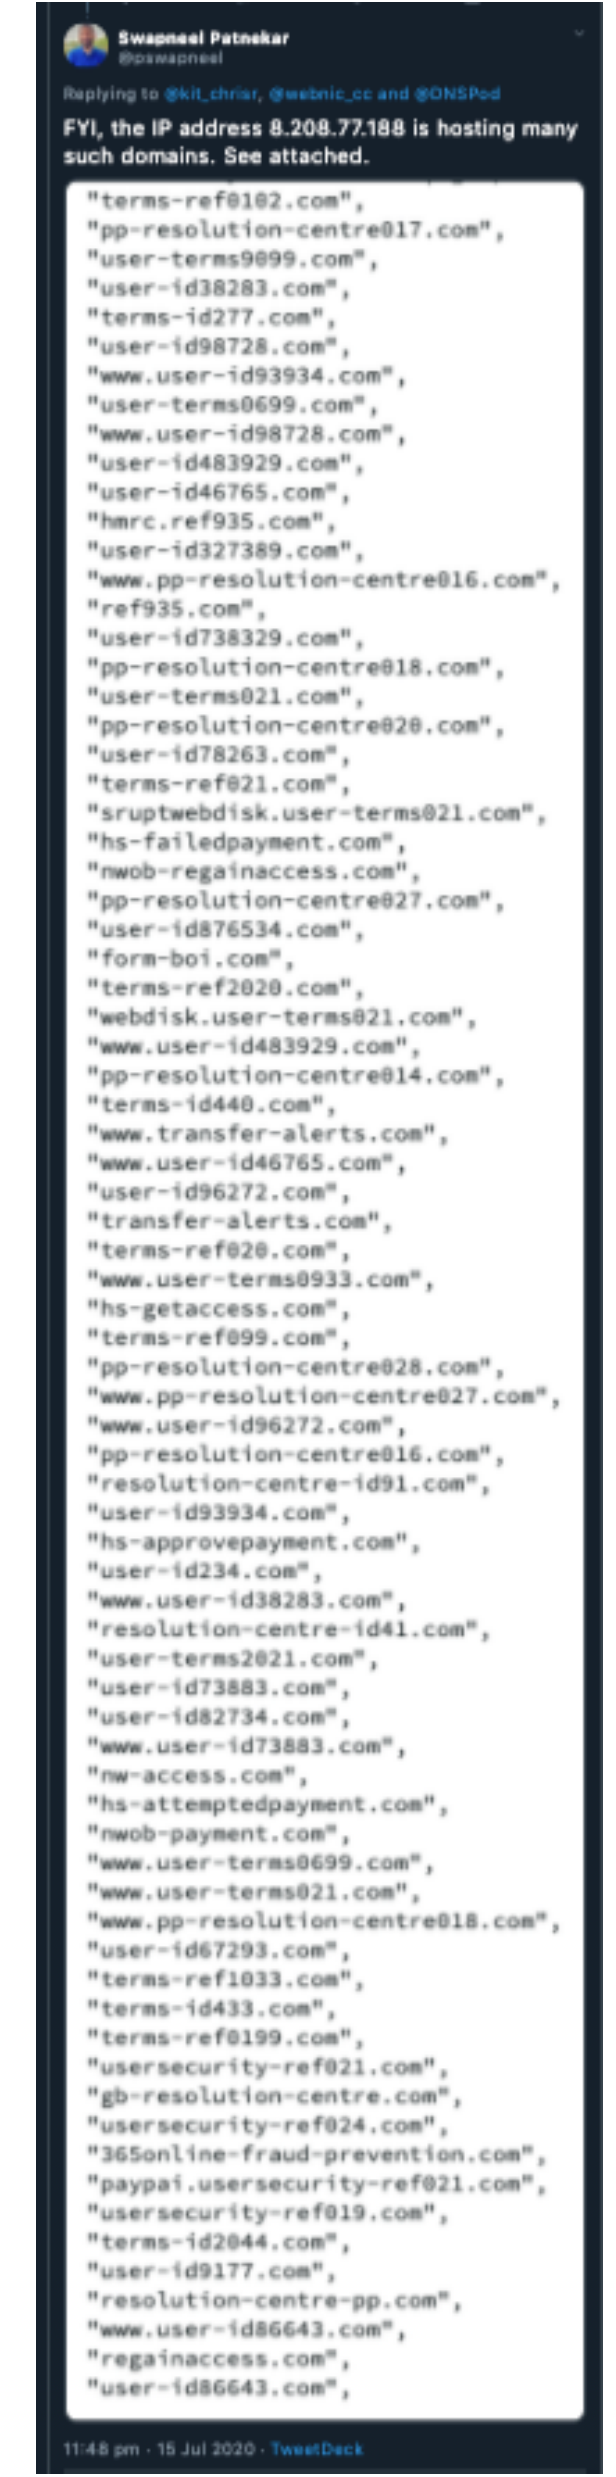 Swapneel Patnekar
@pswapneel
Replying to @kit_chrisr, @webnic_cc and @DNSPod
FYI, the IP address 8.208.77.188 is hosting many
such domains. See attached.
"terms-ref0102.com",
"pp-resolution-centre017.com",
"user-terms9099.com",
"user-id38283.com",
"terms-id277.com",
"user-id98728.com",
"www.user-id93934.com",
"user-terms0699.com",
"www.user-id98728.com",
"user-id483929.com",
"user-id46765.com",
"hmrc.ref935.com",
"user-id327389.com",
"www.pp-resolution-centre016.com",
"ref935.com",
"user-id738329.com",
"pp-resolution-centre018.com",
"user-terms021.com",
"pp-resolution-centre020.com",
"user-id78263.com",
"terms-ref021.com",
"sruptwebdisk.user-terms021.com",
"hs-failedpayment.com",
"nwob-regainaccess.com",
"pp-resolution-centre027.com",
"user-id876534.com",
"form-boi.com",
"terms-ref2020.com",
"webdisk.user-terms021.com",
"www.user-id483929.com",
"pp-resolution-centre014.com",
"terms-id440.com",
"www.transfer-alerts.com",
"www.user-id46765.com",
"user-id96272.com",
"transfer-alerts.com",
"terms-ref020.com",
"www.user-terms0933.com",
"hs-getaccess.com",
"terms-ref099.com",
"pp-resolution-centre028.com",
"www.pp-resolution-centre027.com",
"www.user-id96272.com",
"pp-resolution-centre016.com",
"resolution-centre-id91.com",
"user-id93934.com",
"hs-approvepayment.com",
"user-id234.com",
"www.user-id38283.com",
"resolution-centre-id41.com",
"user-terms2021.com",
"user-id73883.com",
"user-id82734.com",
"www.user-id73883.com",
"nw-access.com",
"hs-attemptedpayment.com",
"nwob-payment.com",
"www.user-terms0699.com",
"www.user-terms021.com",
"www.pp-resolution-centre018.com",
"user-id67293.com",
"terms-ref1033.com",
"terms-id433.com",
"terms-ref0199.com",
"usersecurity-ref021.com",
"gb-resolution-centre.com",
"usersecurity-ref024.com",
"365online-fraud-prevention.com",
"paypai.usersecurity-ref021.com",
"usersecurity-ref019.com",
"terms-id2044.com",
"user-id9177.com",
"resolution-centre-pp.com",
"www.user-id86643.com",
"regainaccess.com",
"user-id86643.com",
11:48 pm · 15 Jul 2020 · TweetDeck